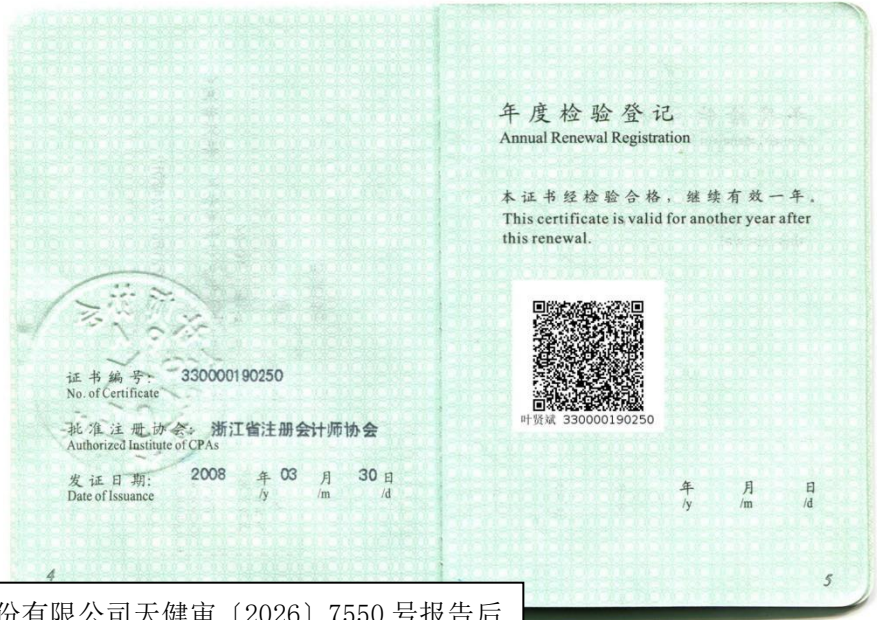 证书编号: 330000190250
No. of Certificate
批准注册协会: 浙江省注册会计师协会
Authorized Institute of CPAs
发证日期: 2008 年 03 月 30 日
Date of Issuance /y /m /d
4
年度检验登记
Annual Renewal Registration
本证书经检验合格，继续有效一年。
This certificate is valid for another year after
this renewal.
叶贤斌 330000190250
年 月 日
/y /m /d
5
份有限公司天健审〔2026〕7550 号报告后